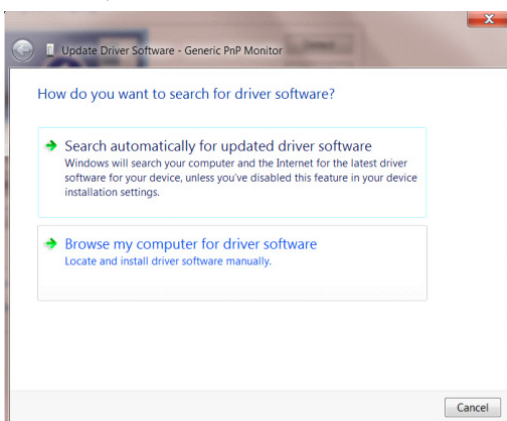 Update Driver Software - Generic PnP Monitor
How do you want to search for driver software?
Search automatically for updated driver software
Windows will search your computer and the Internet for the latest driver
software for your device, unless you've disabled this feature in your device
installation settings.
Browse my computer for driver software
Locate and install driver software manually.
Cancel